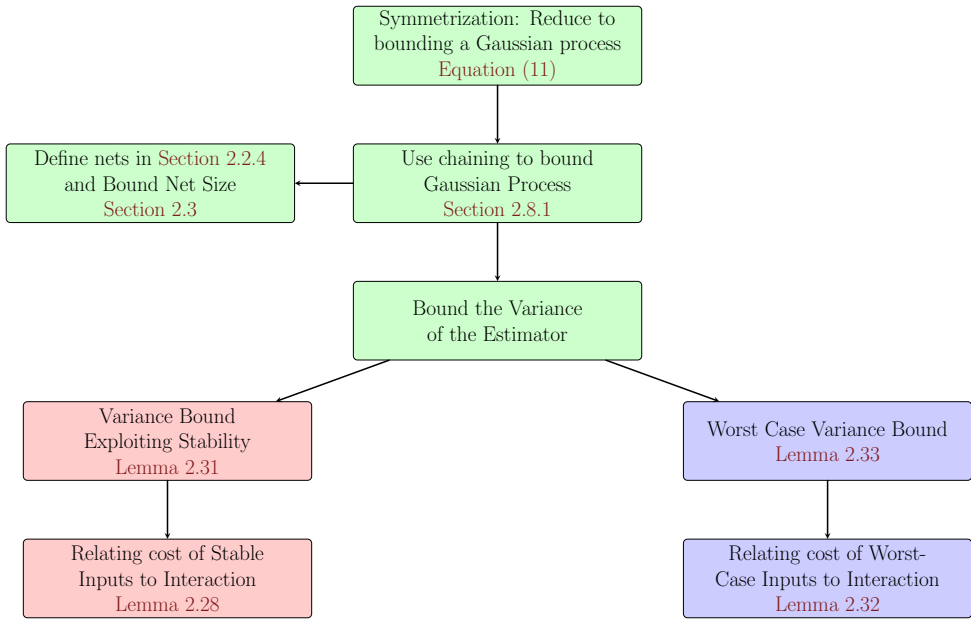 Symmetrization: Reduce to
bounding a Gaussian process
Equation (11)
Define nets in Section 2.2.4
and Bound Net Size
Section 2.3
Use chaining to bound
Gaussian Process
Section 2.8.1
Bound the Variance
of the Estimator
Variance Bound
Exploiting Stability
Lemma 2.31
Worst Case Variance Bound
Lemma 2.33
Relating cost of Stable
Inputs to Interaction
Lemma 2.28
Relating cost of Worst-
Case Inputs to Interaction
Lemma 2.32